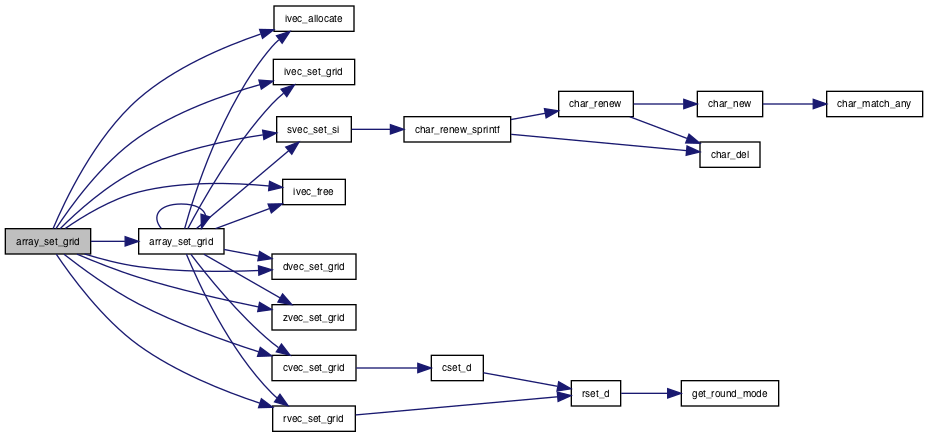 ivec_allocate
ivec_set_grid
char_renew
char_new
char_match_any
svec_set_si
char_renew_sprintf
char_del
ivec_free
array_set_grid
array_set_grid
dvec_set_grid
zvec_set_grid
cvec_set_grid
cset_d
rset_d
get_round_mode
rvec_set_grid